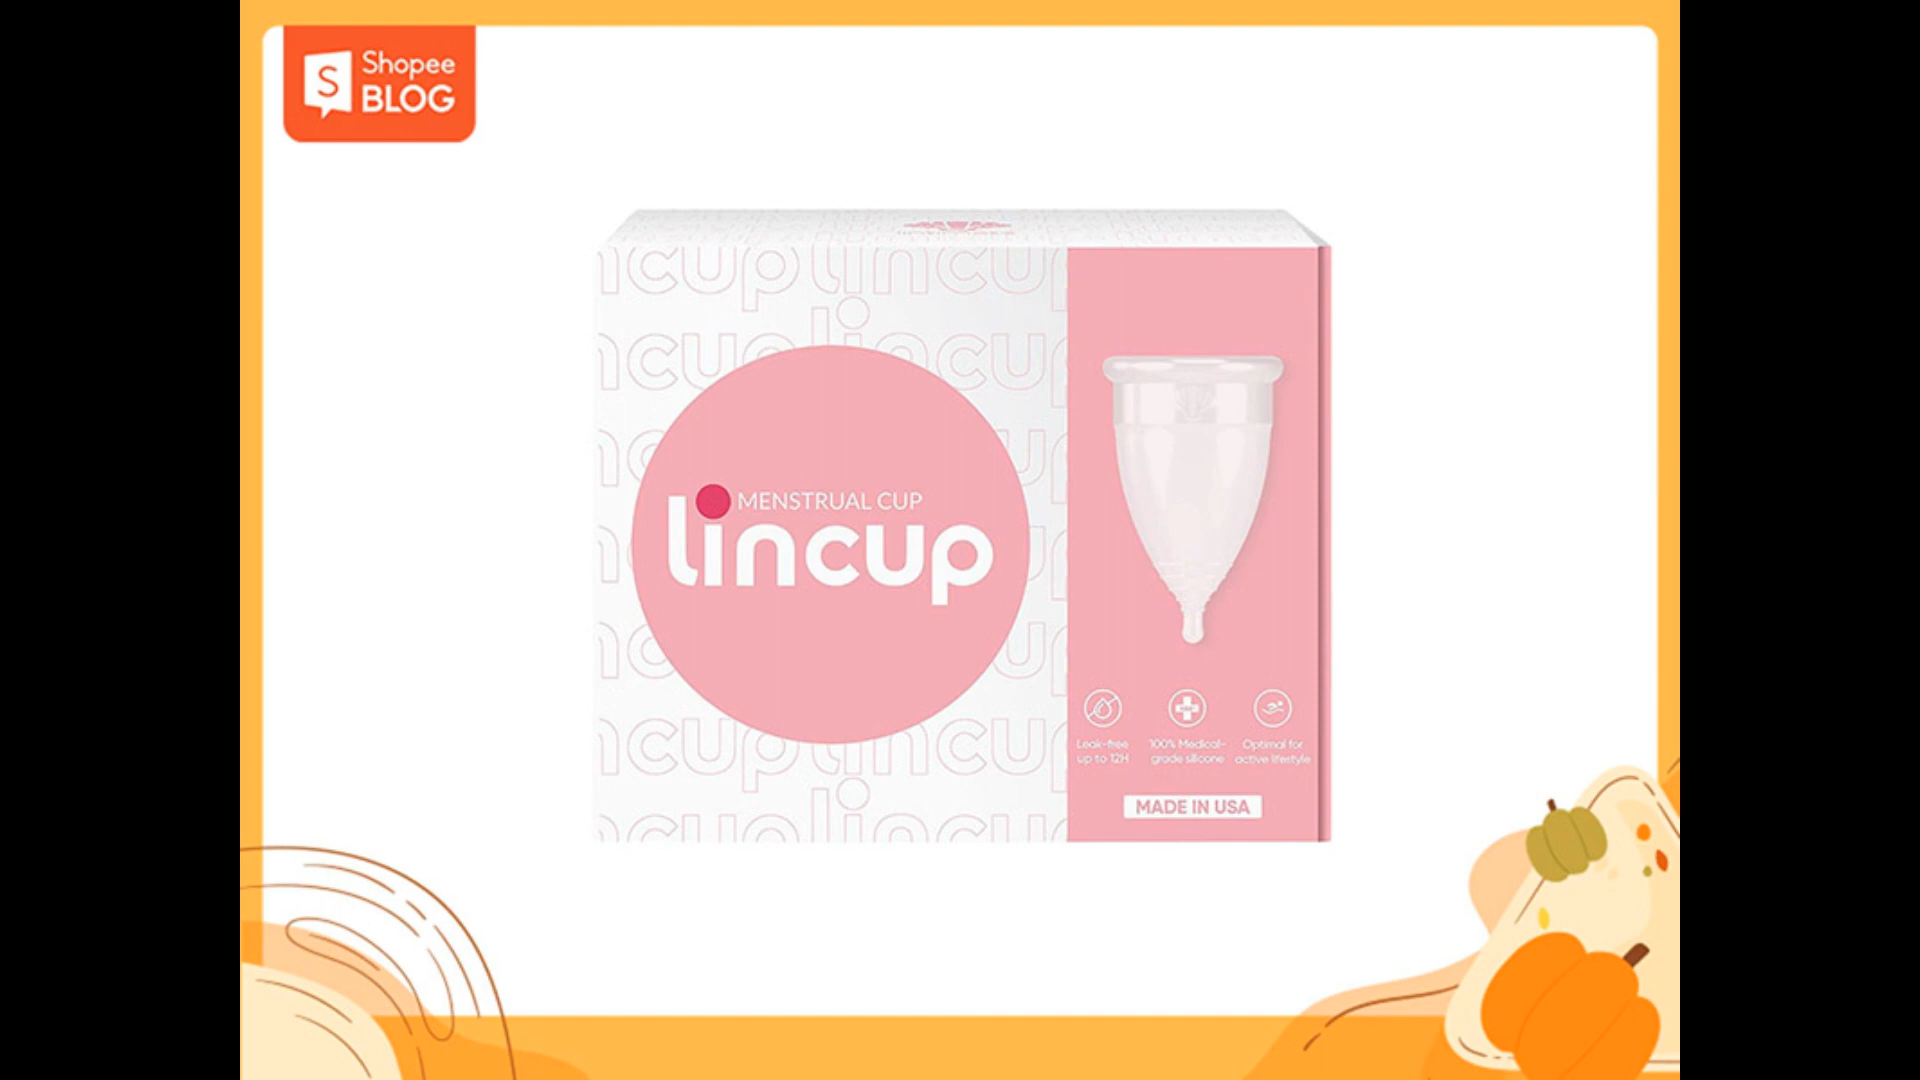 Shopee
BLOG
MENSTRUAL CUP
lincup
Leak-free
up to 12H
100% Medical-
grade silicone
Optimal for
active lifestyle
MADE IN USA